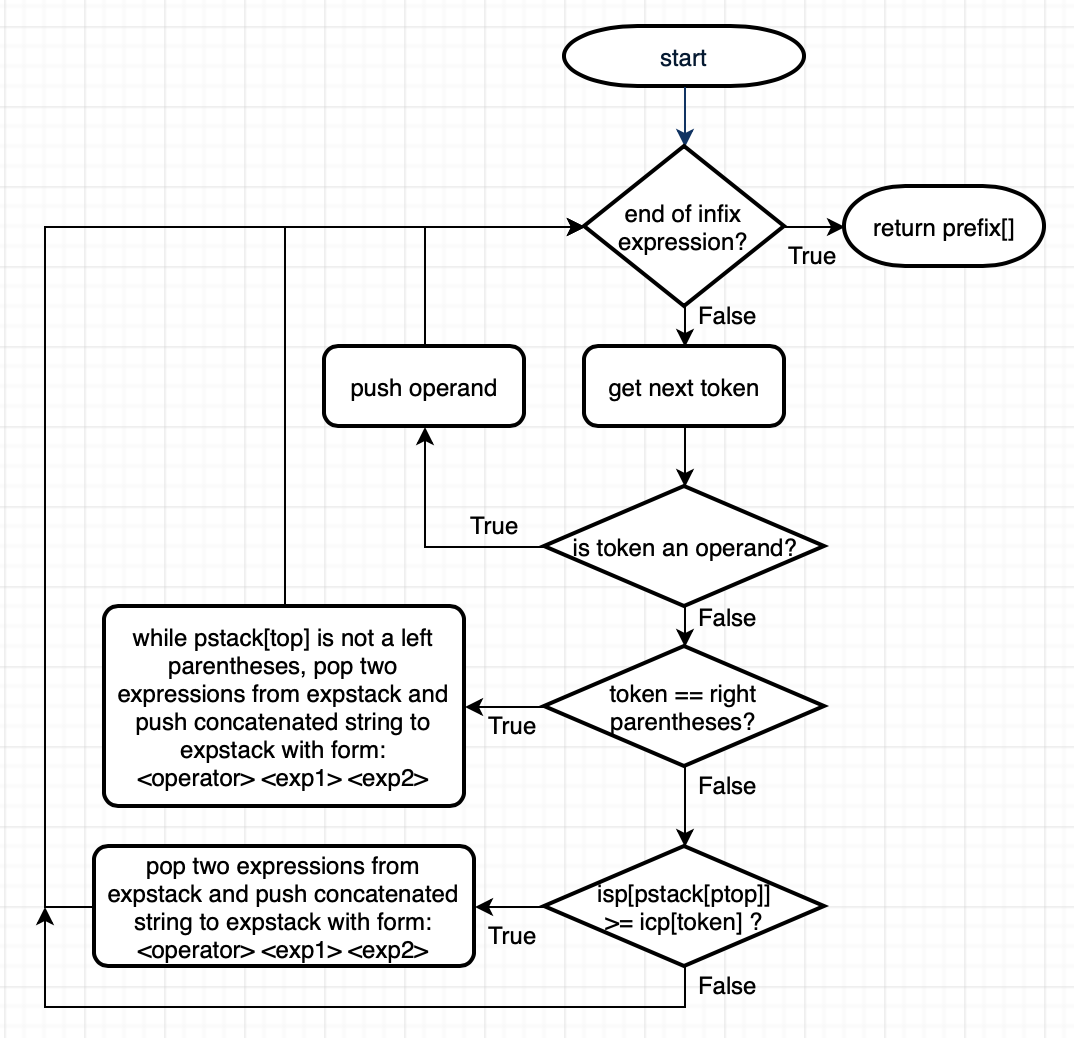 start
end of infix
expression?
True
return prefix[]
False
push operand
get next token
True
is token an operand?
False
while pstack[top] is not a left
parentheses, pop two
expressions from expstack and
push concatenated string to
expstack with form:
<operator> <exp1> <exp2>
True
token == right
parentheses?
False
pop two expressions from
expstack and push concatenated
string to expstack with form:
<operator> <exp1> <exp2>
True
isp[pstack[ptop]]
>= icp[token] ?
False